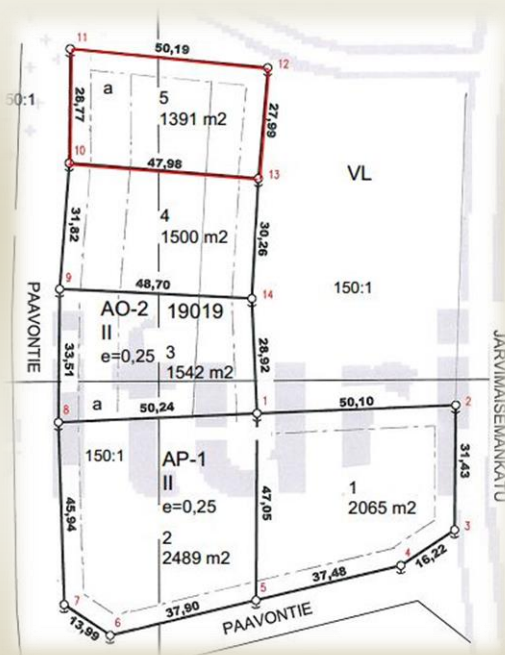 11
50,19
12
50:1
28,77
a
5
1391 m2
27,99
10
47,98
13
VL
31,82
4
1500 m2
30,26
9
48,70
14
150:1
PAAVONTIE
AO-2 19019
II
e=0,25
33,51
3
1542 m2
28,92
JÄRVIMAISEMANKATU
8
a
50,24
1
50,10
2
150:1
AP-1
II
e=0,25
45,94
2
2489 m2
47,05
1
2065 m2
31,43
3
16,22
4
37,48
5
7
13,99
6
37,90
PAAVONTIE